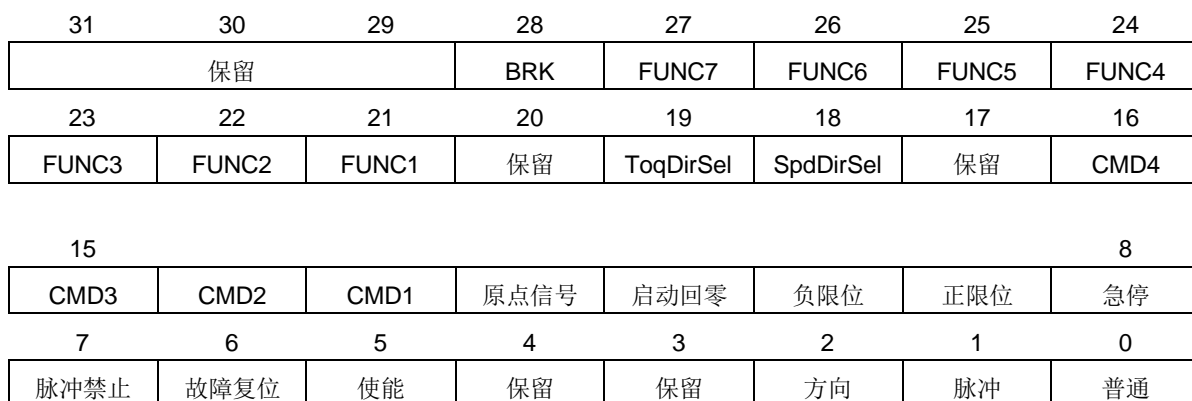 31 30 29 28 27 26 25 24
保留 BRK FUNC7 FUNC6 FUNC5 FUNC4
23 22 21 20 19 18 17 16
FUNC3 FUNC2 FUNC1 保留 ToqDirSel SpdDirSel 保留 CMD4
15 8
CMD3 CMD2 CMD1 原点信号 启动回零 负限位 正限位 急停
7 6 5 4 3 2 1 0
脉冲禁止 故障复位 使能 保留 保留 方向 脉冲 普通